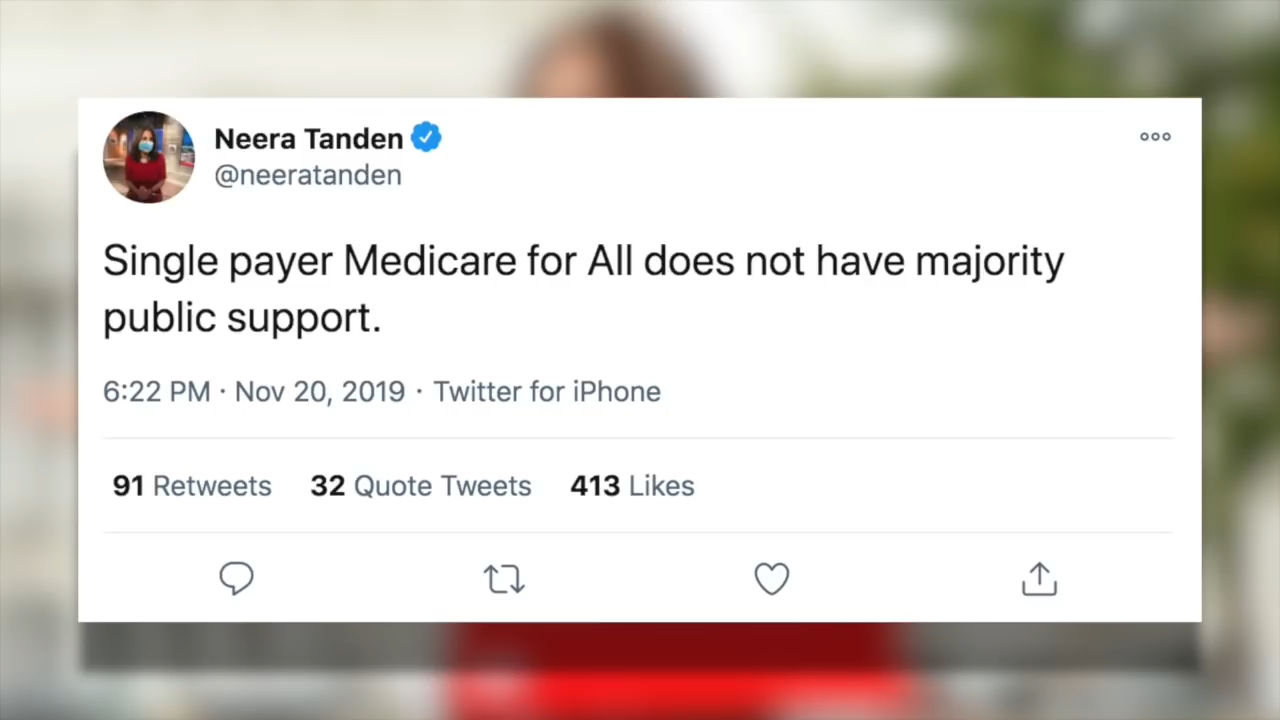 Neera Tanden
@neeratanden
Single payer Medicare for All does not have majority
public support.
6:22 PM · Nov 20, 2019 · Twitter for iPhone
91 Retweets 32 Quote Tweets 413 Likes